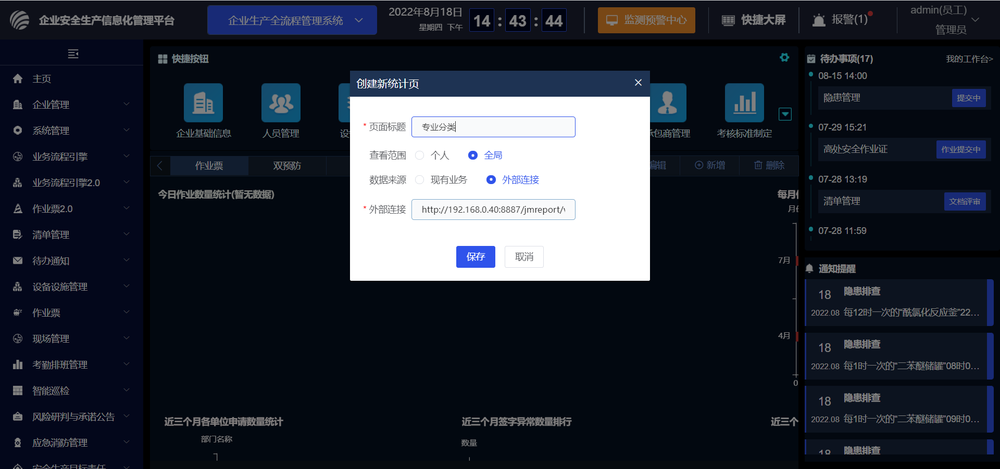 企业安全生产信息化管理平台
企业生产全流程管理系统
2022年8月18日
星期四 下午
14 : 43 : 44
监测预警中心
快捷大屏
报警(1)
admin(员工)
管理员
主页
企业管理
系统管理
业务流程引擎
业务流程引擎2.0
作业票2.0
清单管理
待办通知
设备设施管理
作业票
现场管理
考勤排班管理
智能巡检
风险研判与承诺公告
应急消防管理
安全生产目标责任
快捷按钮
企业基础信息
人员管理
设
包商管理
考核标准制定
作业票
双预防
编辑
新增
删除
今日作业数量统计(暂无数据)
每月作
月份
7月
4月
0
近三个月各单位申请数量统计
部门名称
近三个月签字异常数量排行
数量
近三个
创建新统计页
* 页面标题
专业分类
查看范围
个人
全局
数据来源
现有业务
外部连接
* 外部连接
http://192.168.0.40:8887/jmreport/v
保存
取消
待办事项(17)
我的工作台>
08-15 14:00
隐患管理
提交中
07-29 15:21
高处安全作业证
作业提交中
07-28 13:19
清单管理
文档评审
07-28 11:59
通知提醒
18
隐患排查
2022.08
每12时一次的“酰氯化反应釜”22...
18
隐患排查
2022.08
每1时一次的“二苯醚储罐”08时0...
18
隐患排查
2022.08
每1时一次的“二苯醚储罐”09时0...
18
隐患排查